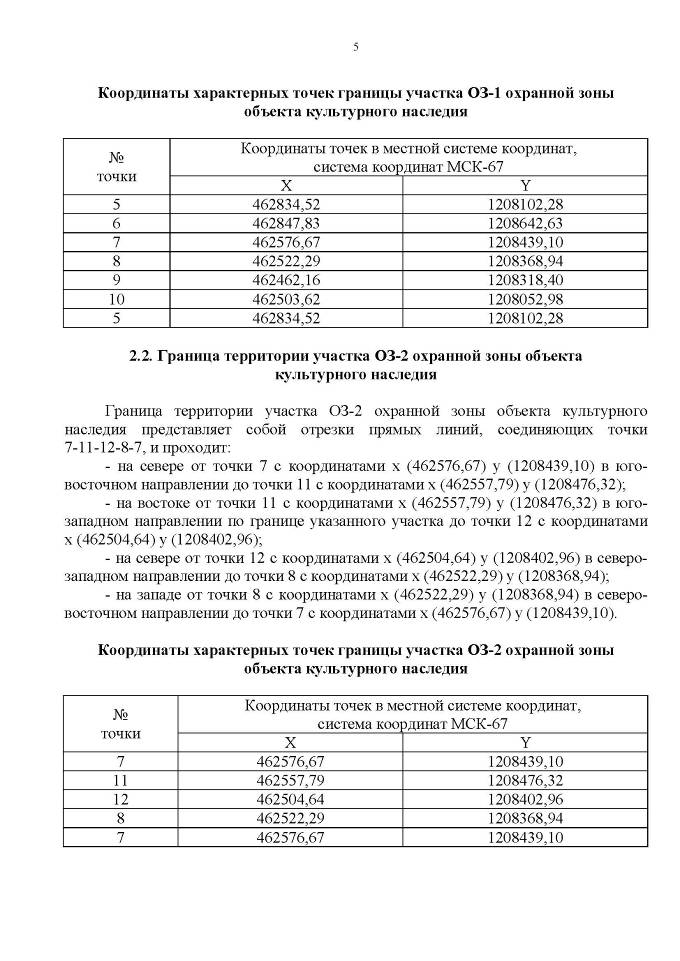 5
Координаты характерных точек границы участка ОЗ-1 охранной зоны
объекта культурного наследия
№
точки
Координаты точек в местной системе координат,
система координат МСК-67
X Y
5 462834,52 1208102,28
6 462847,83 1208642,63
7 462576,67 1208439,10
8 462522,29 1208368,94
9 462462,16 1208318,40
10 462503,62 1208052,98
5 462834,52 1208102,28
2.2. Граница территории участка ОЗ-2 охранной зоны объекта
культурного наследия
Граница территории участка ОЗ-2 охранной зоны объекта культурного
наследия представляет собой отрезки прямых линий, соединяющих точки
7-11-12-8-7, и проходит:
- на севере от точки 7 с координатами х (462576,67) у (1208439,10) в юго-
восточном направлении до точки 11 с координатами х (462557,79) у (1208476,32);
- на востоке от точки 11 с координатами х (462557,79) у (1208476,32) в юго-
западном направлении по границе указанного участка до точки 12 с координатами
х (462504,64) у (1208402,96);
- на севере от точки 12 с координатами х (462504,64) у (1208402,96) в северо-
западном направлении до точки 8 с координатами х (462522,29) у (1208368,94);
- на западе от точки 8 с координатами х (462522,29) у (1208368,94) в северо-
восточном направлении до точки 7 с координатами х (462576,67) у (1208439,10).
Координаты характерных точек границы участка ОЗ-2 охранной зоны
объекта культурного наследия
№
точки
Координаты точек в местной системе координат,
система координат МСК-67
X Y
7 462576,67 1208439,10
11 462557,79 1208476,32
12 462504,64 1208402,96
8 462522,29 1208368,94
7 462576,67 1208439,10